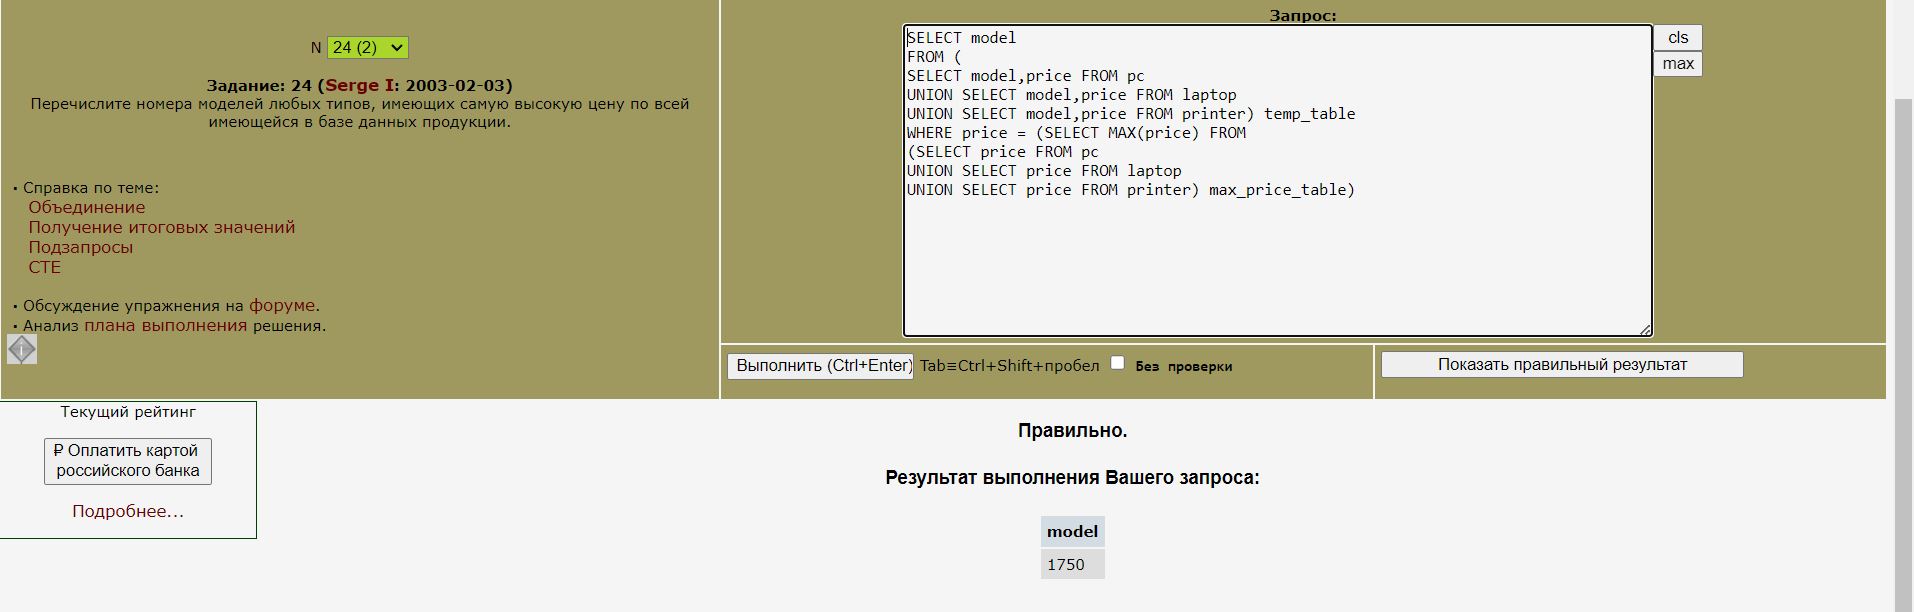 N 24 (2)
Задание: 24 (Serge I: 2003-02-03)
Перечислите номера моделей любых типов, имеющих самую высокую цену по всей
имеющейся в базе данных продукции.
• Справка по теме:
Объединение
Получение итоговых значений
Подзапросы
CTE
• Обсуждение упражнения на форуме.
• Анализ плана выполнения решения.
i
Запрос:
SELECT model
FROM (
SELECT model,price FROM pc
UNION SELECT model,price FROM laptop
UNION SELECT model,price FROM printer) temp_table
WHERE price = (SELECT MAX(price) FROM
(SELECT price FROM pc
UNION SELECT price FROM laptop
UNION SELECT price FROM printer) max_price_table)
cls
max
Выполнить (Ctrl+Enter) Tab≡Ctrl+Shift+пробел Без проверки
Показать правильный результат
Текущий рейтинг
₽ Оплатить картой
российского банка
Подробнее...
Правильно.
Результат выполнения Вашего запроса:
model
1750